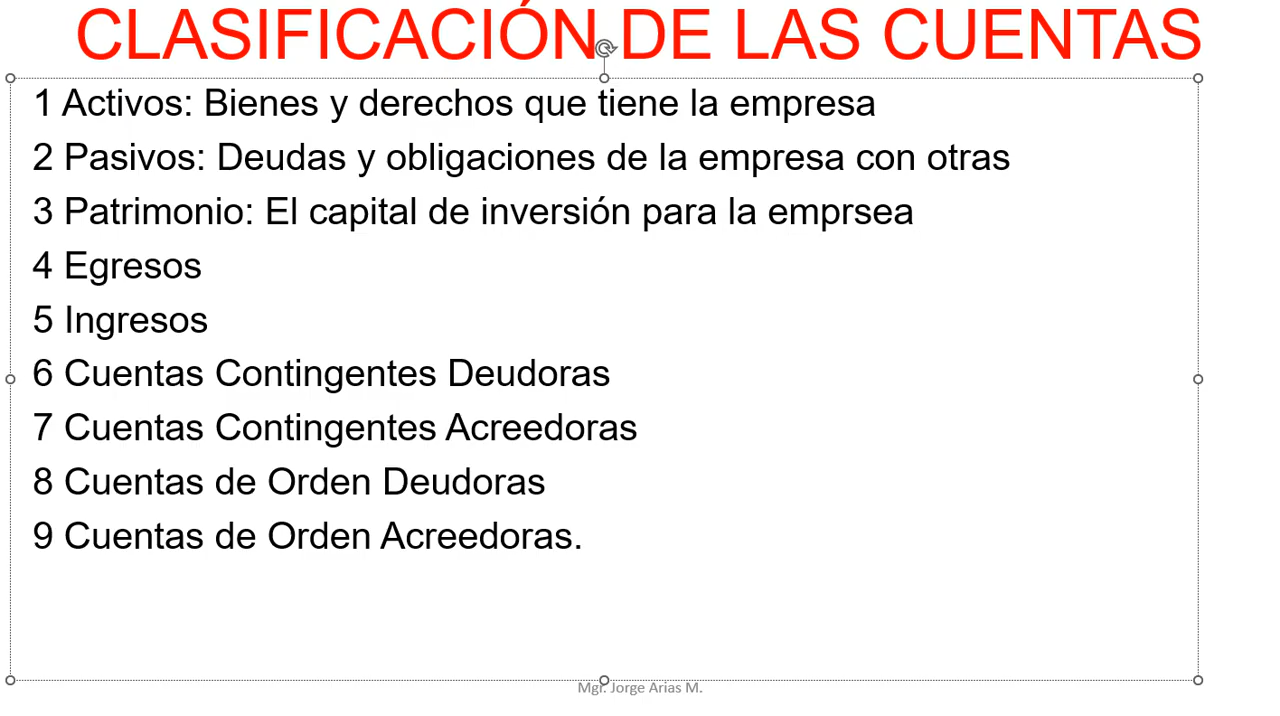 CLASIFICACIÓN DE LAS CUENTAS
1 Activos: Bienes y derechos que tiene la empresa
2 Pasivos: Deudas y obligaciones de la empresa con otras
3 Patrimonio: El capital de inversión para la emprsea
4 Egresos
5 Ingresos
6 Cuentas Contingentes Deudoras
7 Cuentas Contingentes Acreedoras
8 Cuentas de Orden Deudoras
9 Cuentas de Orden Acreedoras.
Mgr. Jorge Arias M.